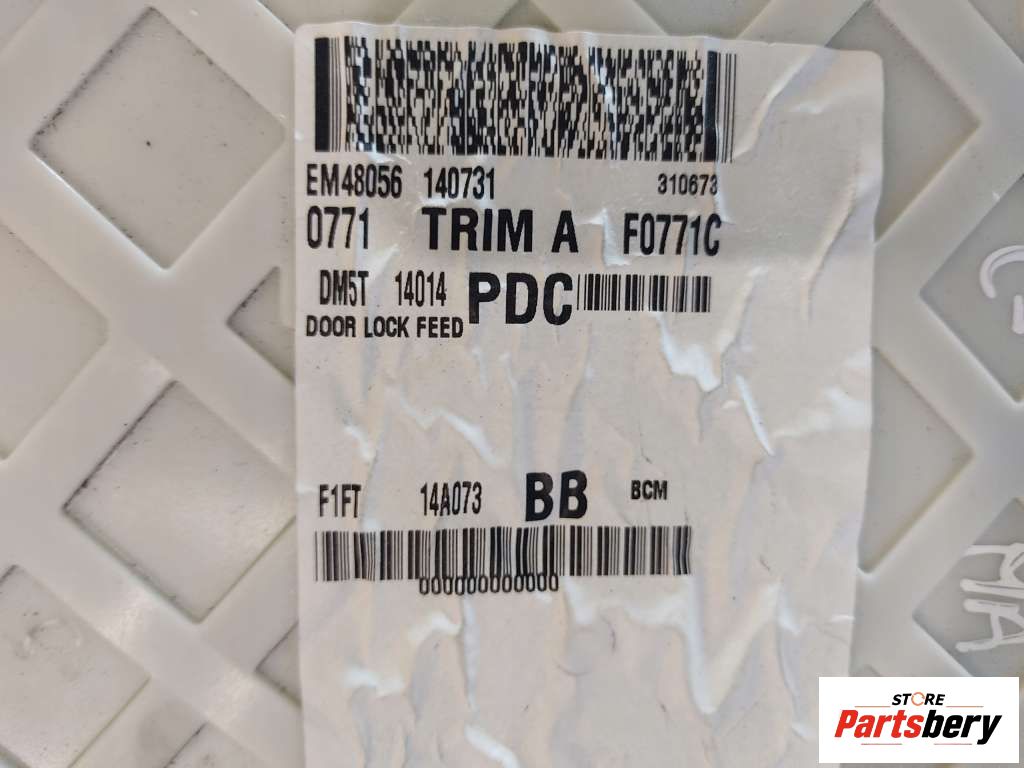 EM48056 140731 310673
0771 TRIM A F0771C
DM5T 14014 PDC
DOOR LOCK FEED
F1FT 14A073 BB BCM
000000000000
MA
STORE
Partsbery